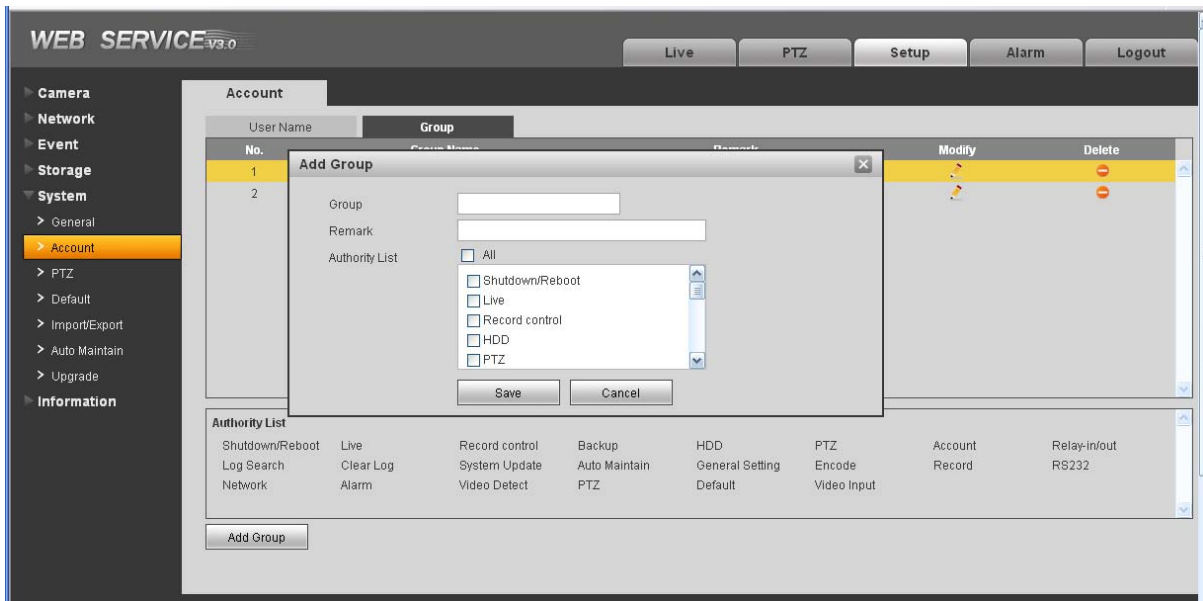 WEB SERVICE V3.0
Live PTZ Setup Alarm Logout
Camera
Network
Event
Storage
System
General
Account
PTZ
Default
Import/Export
Auto Maintain
Upgrade
Information
Account
User Name Group
No. Group Name Remark Modify Delete
1
2
Add Group
Group
Remark
Authority List All
Shutdown/Reboot
Live
Record control
HDD
PTZ
Save Cancel
Authority List
Shutdown/Reboot Live Record control Backup HDD PTZ Account Relay-in/out
Log Search Clear Log System Update Auto Maintain General Setting Encode Record RS232
Network Alarm Video Detect PTZ Default Video Input
Add Group